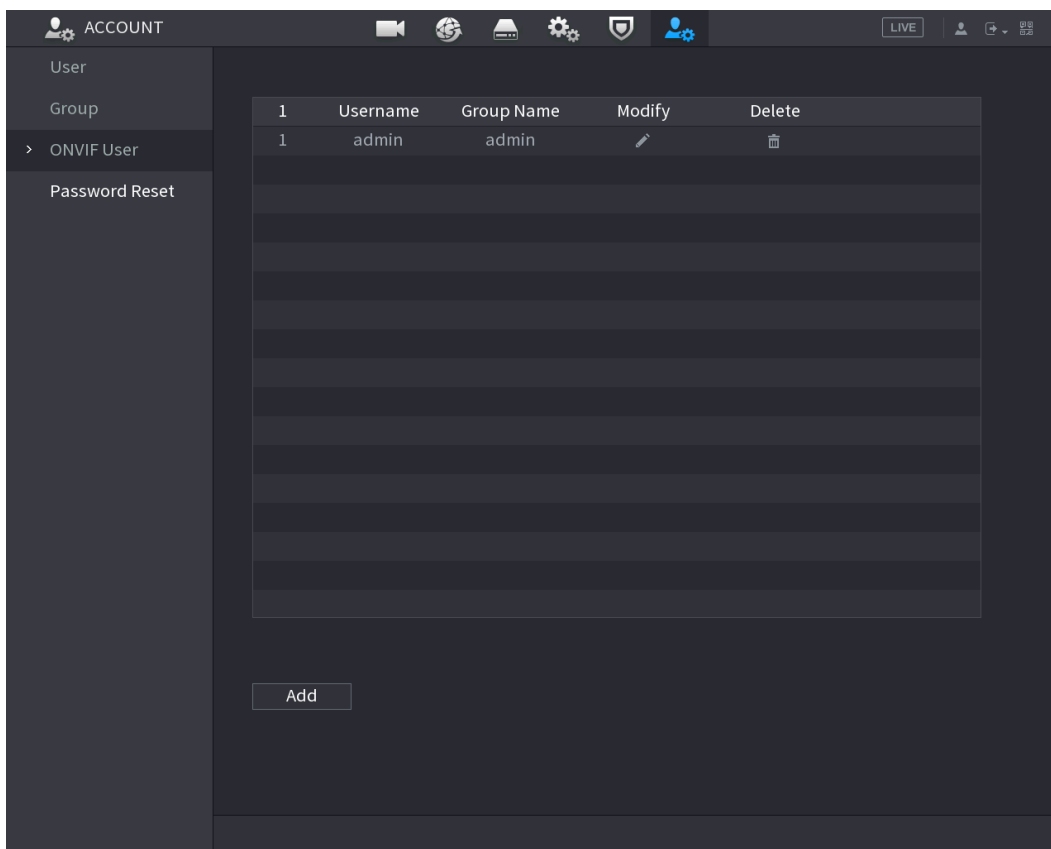 ACCOUNT
LIVE
User
Group
ONVIF User
Password Reset
1 Username Group Name Modify Delete
1 admin admin
Add